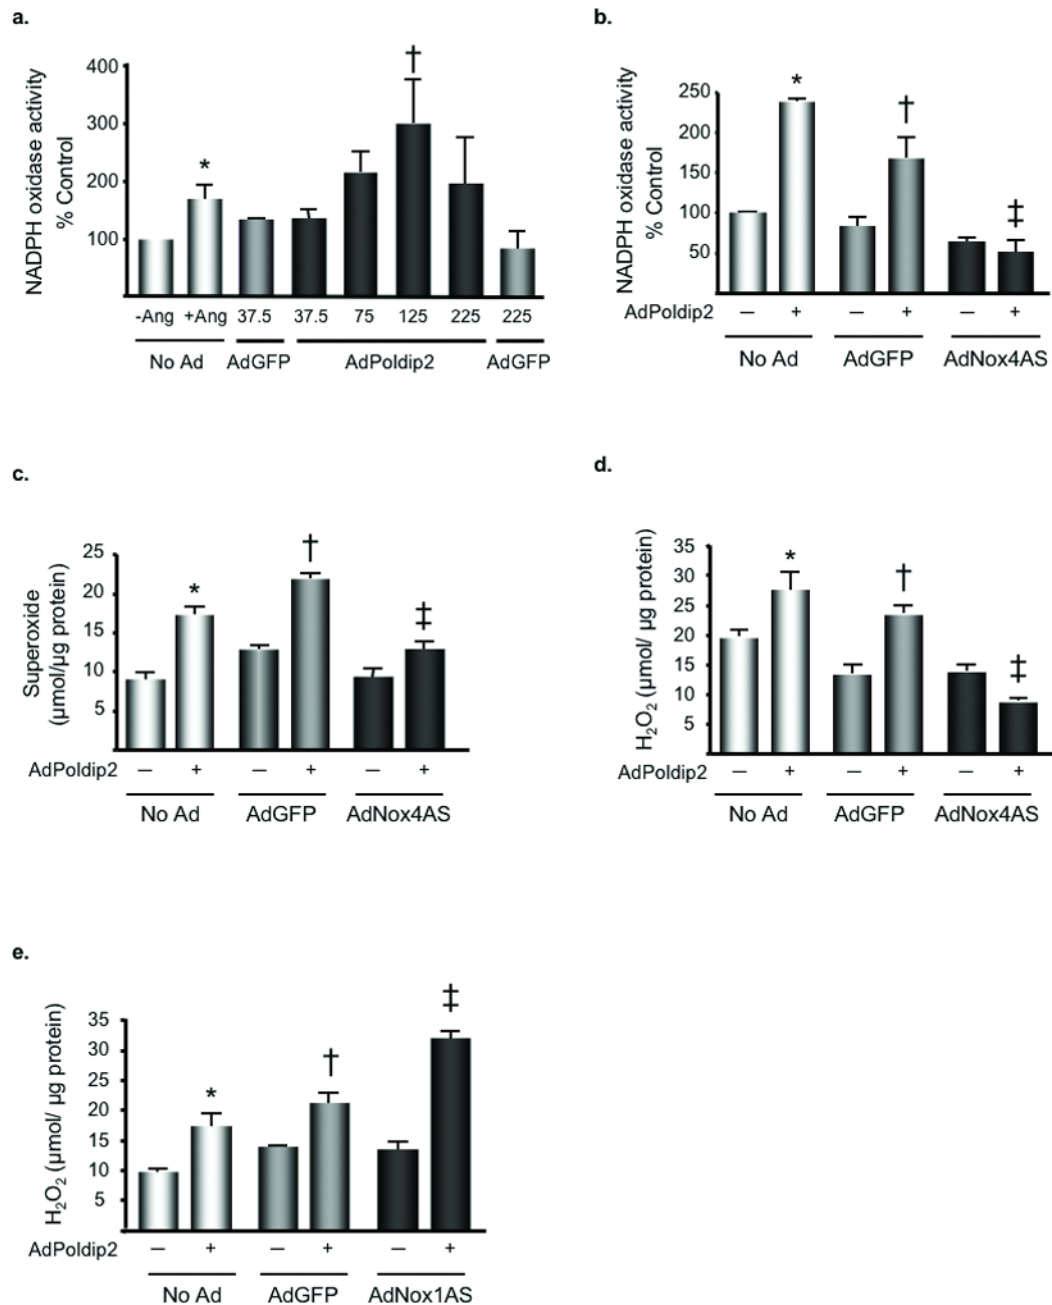 a.
NADPH oxidase activity
% Control
400
300
200
100
*
†
-Ang +Ang 37.5 37.5 75 125 225 225
No Ad AdGFP AdPoldip2 AdGFP
b.
NADPH oxidase activity
% Control
250
200
150
100
50
*
†
‡
AdPoldip2 – + – + – +
No Ad AdGFP AdNox4AS
c.
Superoxide
(µmol/µg protein)
25
20
15
10
5
*
†
‡
AdPoldip2 – + – + – +
No Ad AdGFP AdNox4AS
d.
H₂O₂ (µmol/ µg protein)
35
30
25
20
15
10
5
*
†
‡
AdPoldip2 – + – + – +
No Ad AdGFP AdNox4AS
e.
H₂O₂ (µmol/ µg protein)
35
30
25
20
15
10
5
*
†
‡
AdPoldip2 – + – + – +
No Ad AdGFP AdNox1AS